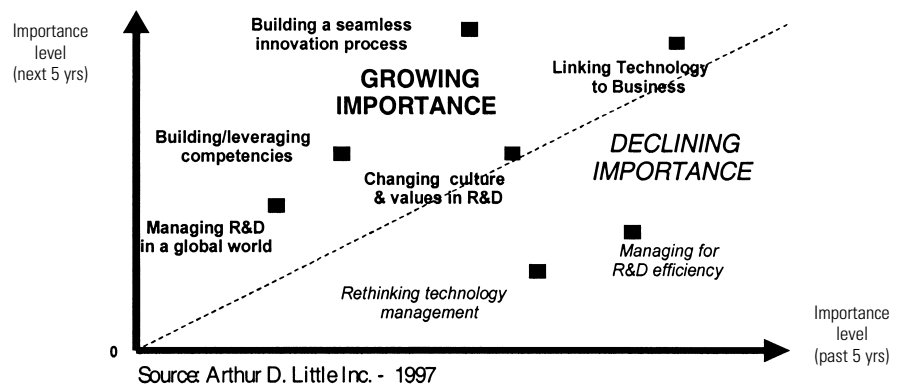 Importance
level
(next 5 yrs)
Building a seamless
innovation process
GROWING
IMPORTANCE
Linking Technology
to Business
Building/leveraging
competencies
DECLINING
IMPORTANCE
Changing culture
& values in R&D
Managing R&D
in a global world
Managing for
R&D efficiency
Rethinking technology
management
Importance
level
(past 5 yrs)
0
Source: Arthur D. Little Inc. - 1997